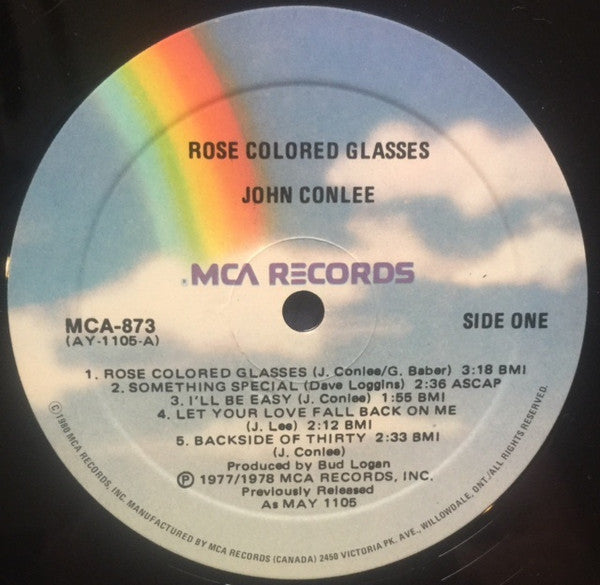 ROSE COLORED GLASSES
JOHN CONLEE
MCA RECORDS
MCA-873
(AY-1105-A)
SIDE ONE
1. ROSE COLORED GLASSES (J. Conlee/G. Baber) 3:18 BMI
2. SOMETHING SPECIAL (Dave Loggins) 2:36 ASCAP
3. I'LL BE EASY (J. Conlee) 1:55 BMI
4. LET YOUR LOVE FALL BACK ON ME
(J. Lee) 2:12 BMI
5. BACKSIDE OF THIRTY 2:33 BMI
(J. Conlee)
Produced by Bud Logan
Ⓟ 1977/1978 MCA RECORDS, INC.
Previously Released
As MAY 1105
Ⓒ1980 MCA RECORDS, INC. MANUFACTURED BY MCA RECORDS (CANADA) 2450 VICTORIA PK. AVE., WILLOWDALE, ONT./ALL RIGHTS RESERVED.